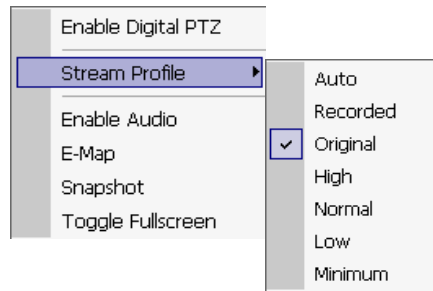 Enable Digital PTZ
Stream Profile
Enable Audio
E-Map
Snapshot
Toggle Fullscreen
Auto
Recorded
Original
High
Normal
Low
Minimum